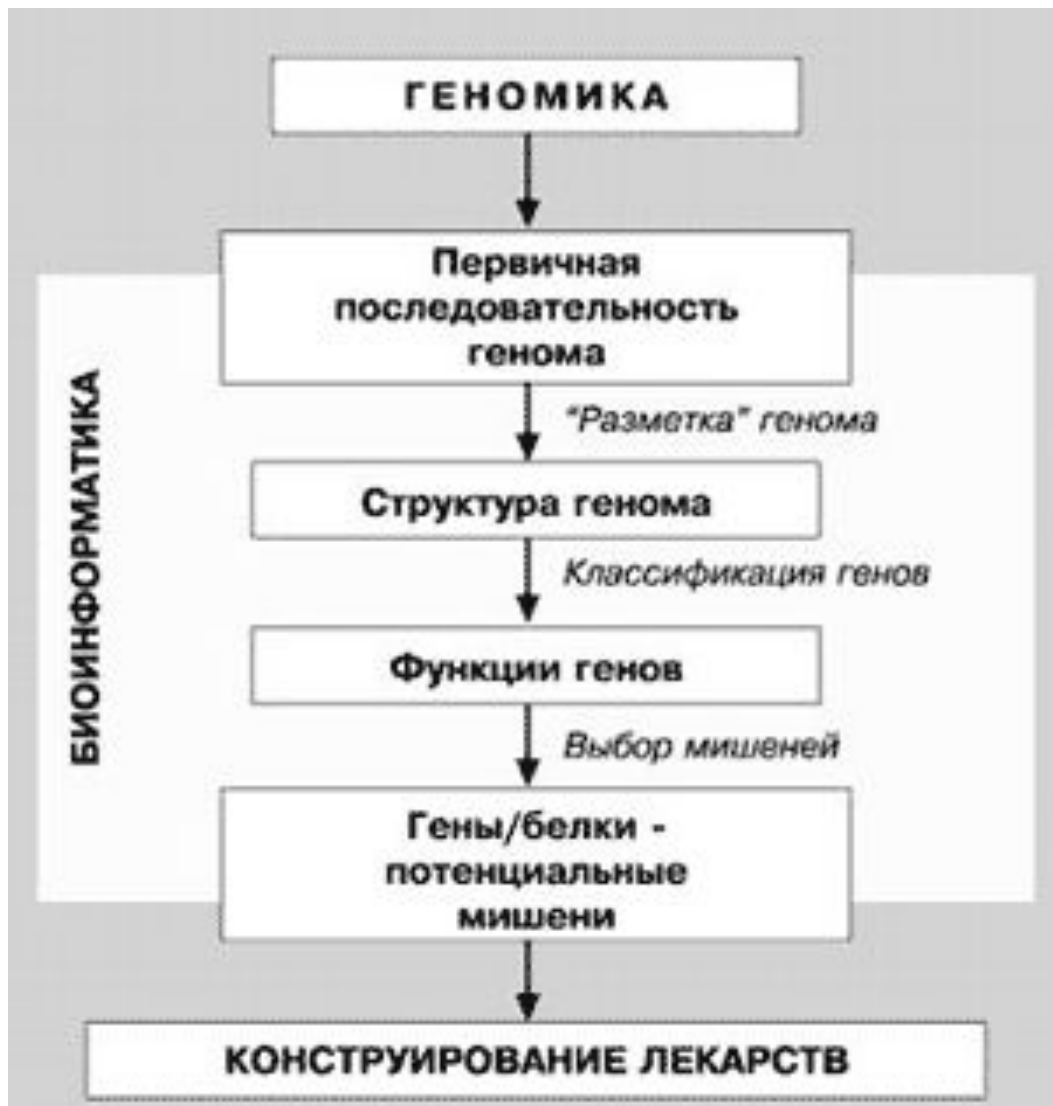 ГЕНОМИКА
Первичная
последовательность
генома
"Разметка" генома
Структура генома
Классификация генов
Функции генов
Выбор мишеней
Гены/белки -
потенциальные
мишени
КОНСТРУИРОВАНИЕ ЛЕКАРСТВ
БИОИНФОРМАТИКА